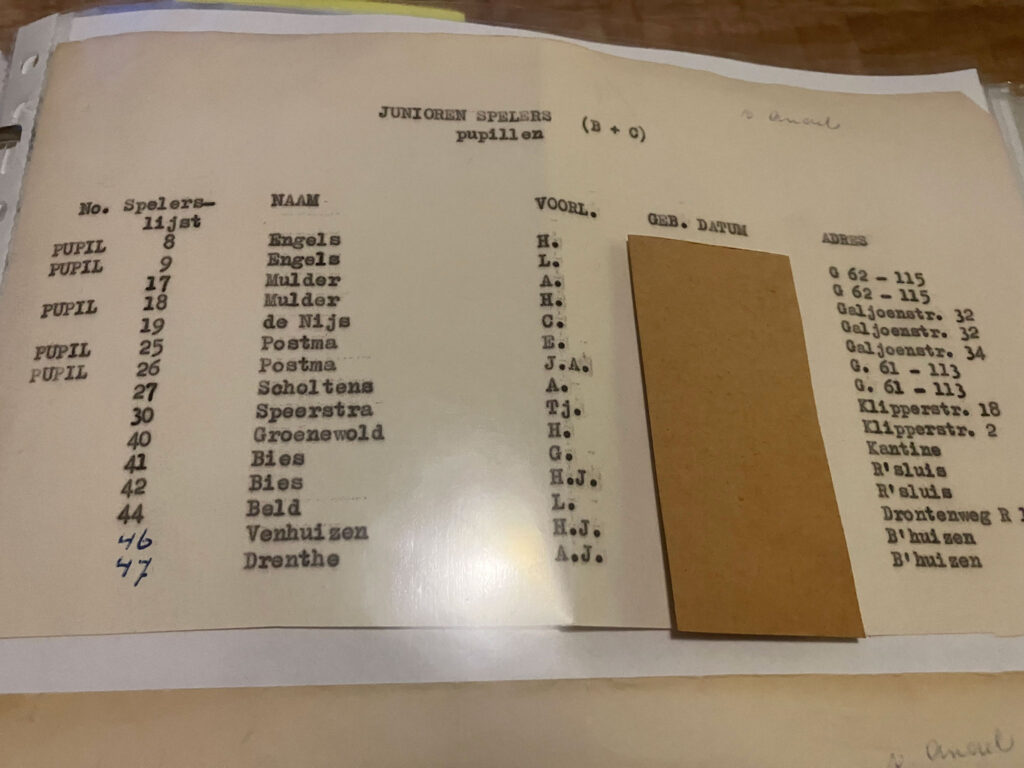 JUNIOREN SPELERS (B + C)
pupillen
No. Spelers- NAAM VOORL. GEB. DATUM ADRES
lijst
PUPIL 8 Engels H. G 62 - 115
PUPIL 9 Engels L. G 62 - 115
17 Mulder A. Galjoenstr. 32
PUPIL 18 Mulder H. Galjoenstr. 32
19 de Nijs C. Galjoenstr. 34
PUPIL 25 Postma E. G. 61 - 113
PUPIL 26 Postma J.A. G. 61 - 113
27 Scholtens A. Klipperstr. 18
30 Speerstra Tj. Klipperstr. 2
40 Groenewold H. Kantine
41 Bies G. R'sluis
42 Bies H.J. R'sluis
44 Beld L. Drontenweg R
46 Venhuizen H.J. B'huizen
47 Drenthe A.J. B'huizen